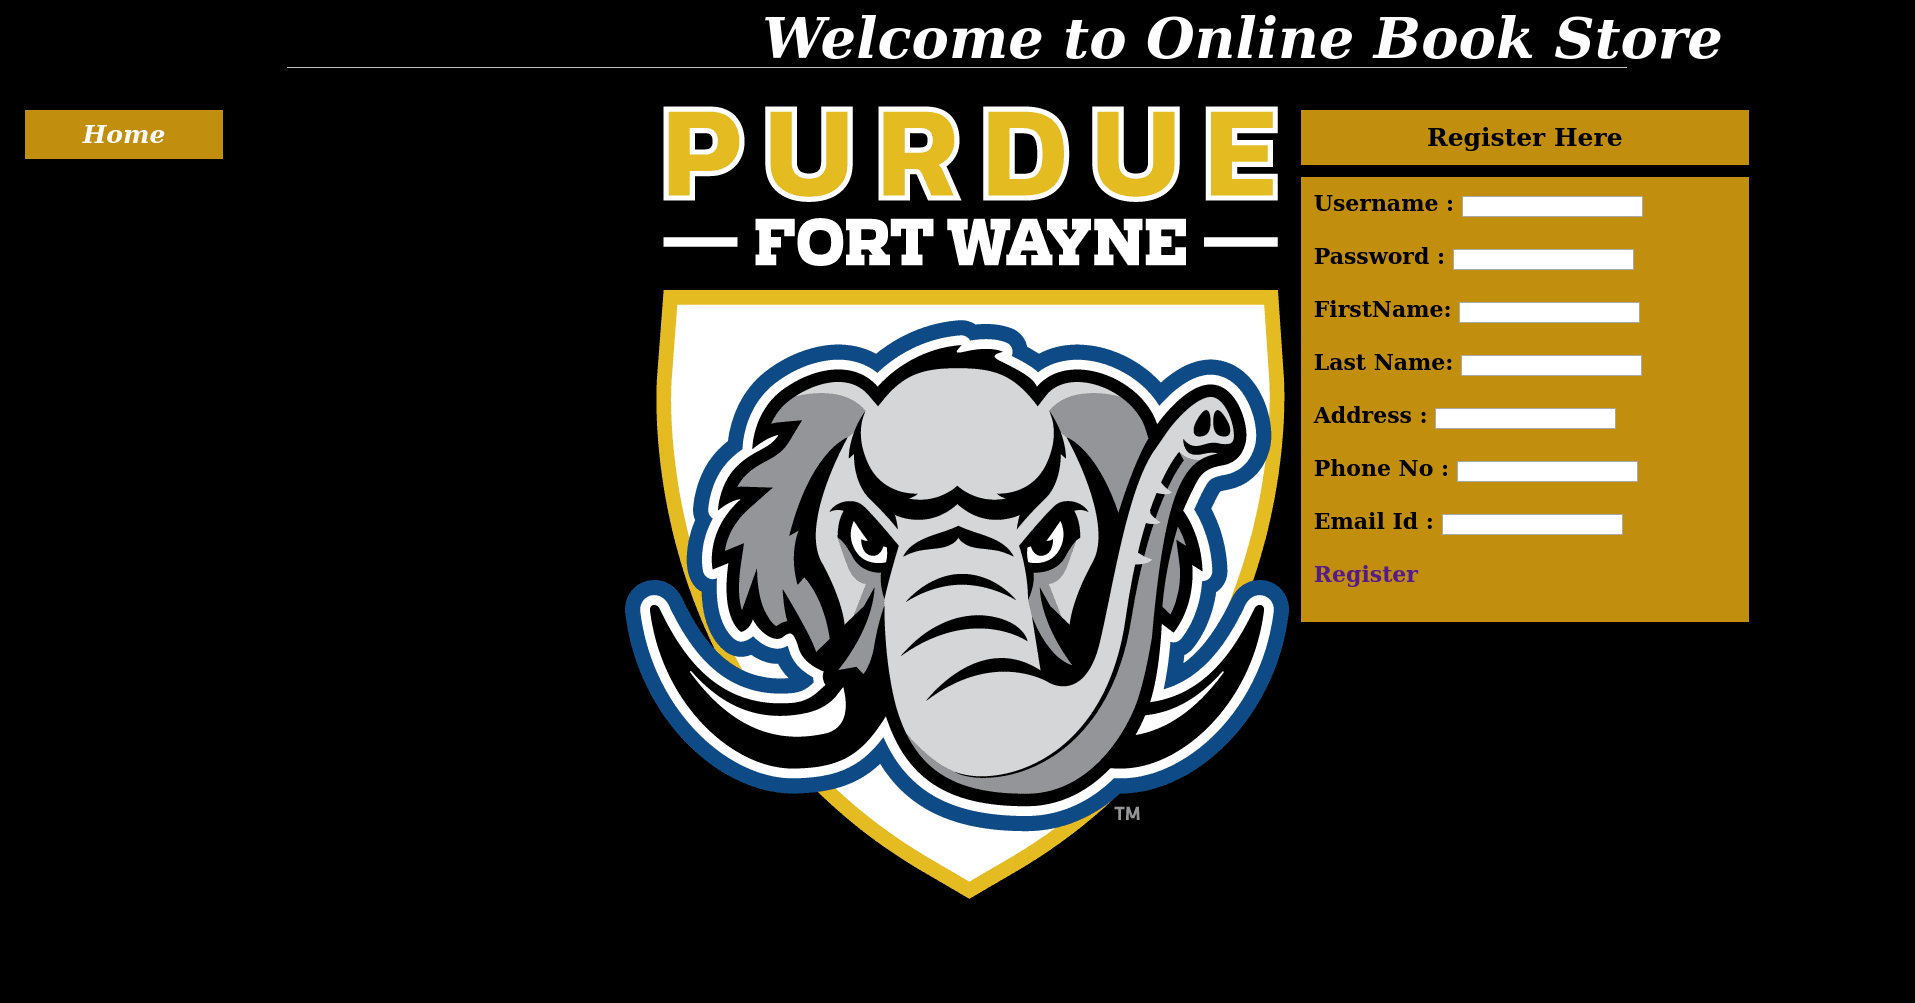 Welcome to Online Book Store
Home
PURDUE
FORT WAYNE
TM
Register Here
Username :
Password :
FirstName:
Last Name:
Address :
Phone No :
Email Id :
Register